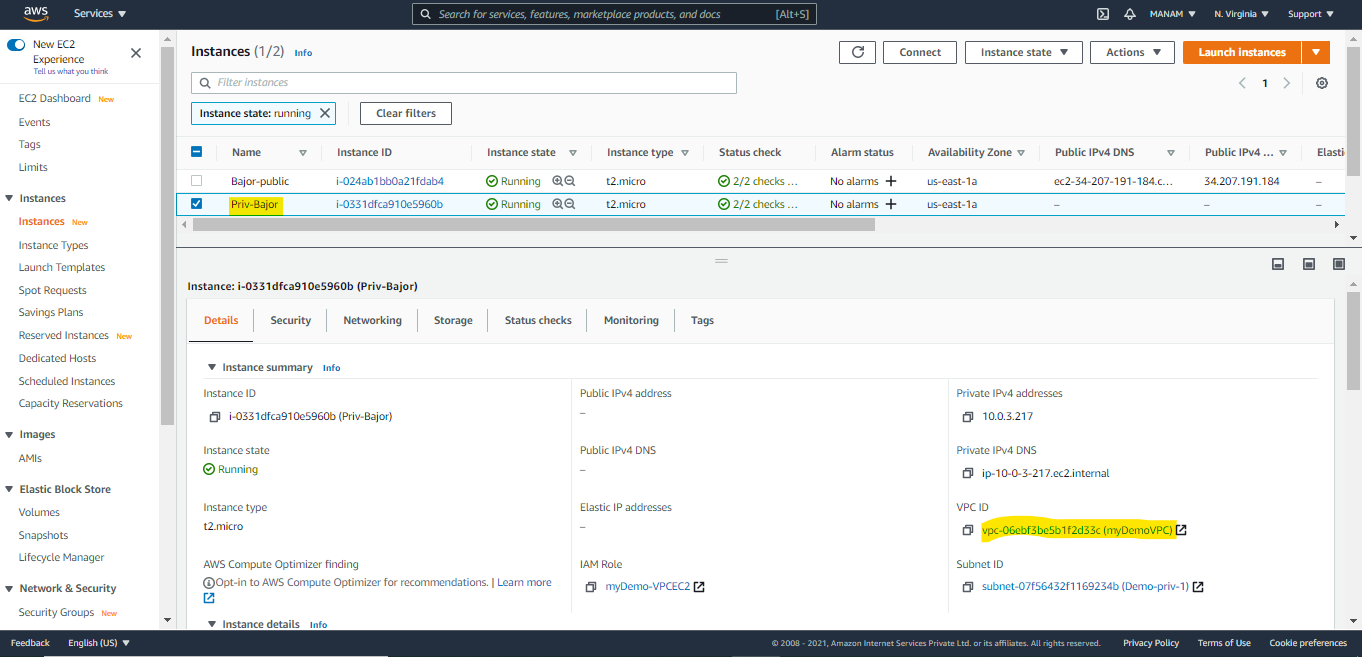 aws Services ▼ Search for services, features, marketplace products, and docs [Alt+S] MANAM ▼ N. Virginia ▼ Support ▼
New EC2 Experience
Tell us what you think
EC2 Dashboard New
Events
Tags
Limits
Instances
Instances New
Instance Types
Launch Templates
Spot Requests
Savings Plans
Reserved Instances New
Dedicated Hosts
Scheduled Instances
Capacity Reservations
Images
AMIs
Elastic Block Store
Volumes
Snapshots
Lifecycle Manager
Network & Security
Security Groups New
Instances (1/2) Info
Connect Instance state ▼ Actions ▼ Launch instances ▼
Filter instances
1
Instance state: running Clear filters
Name Instance ID Instance state Instance type Status check Alarm status Availability Zone Public IPv4 DNS Public IPv4 ... Elasti
Bajor-public i-024ab1bb0a21fdab4 Running t2.micro 2/2 checks ... No alarms + us-east-1a ec2-34-207-191-184.c... 34.207.191.184 –
Priv-Bajor i-0331dfca910e5960b Running t2.micro 2/2 checks ... No alarms + us-east-1a – – –
Instance: i-0331dfca910e5960b (Priv-Bajor)
Details Security Networking Storage Status checks Monitoring Tags
▼ Instance summary Info
Instance ID
i-0331dfca910e5960b (Priv-Bajor)
Public IPv4 address
–
Private IPv4 addresses
10.0.3.217
Instance state
Running
Public IPv4 DNS
–
Private IPv4 DNS
ip-10-0-3-217.ec2.internal
Instance type
t2.micro
Elastic IP addresses
–
VPC ID
vpc-06ebf3be5b1f2d33c (myDemoVPC)
AWS Compute Optimizer finding
Opt-in to AWS Compute Optimizer for recommendations. | Learn more
IAM Role
myDemo-VPCEC2
Subnet ID
subnet-07f56432f1169234b (Demo-priv-1)
▼ Instance details Info
Feedback English (US) ▼ © 2008 - 2021, Amazon Internet Services Private Ltd. or its affiliates. All rights reserved. Privacy Policy Terms of Use Cookie preferences